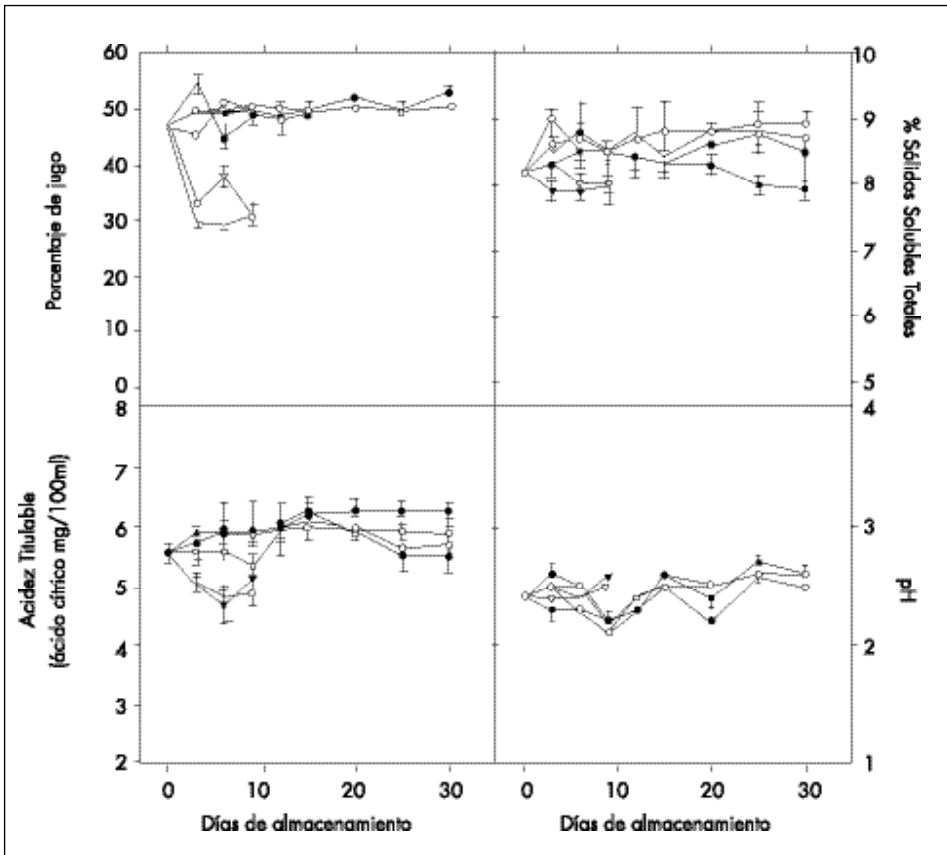 60
50
40
30
20
10
0
Porcentaje de jugo
10
9
8
7
6
5
% Sólidos Solubles Totales
8
7
6
5
4
3
2
Acidez Titulable
(ácido cítrico mg/100ml)
4
3
2
1
pH
0 10 20 30
Días de almacenamiento
0 10 20 30
Días de almacenamiento